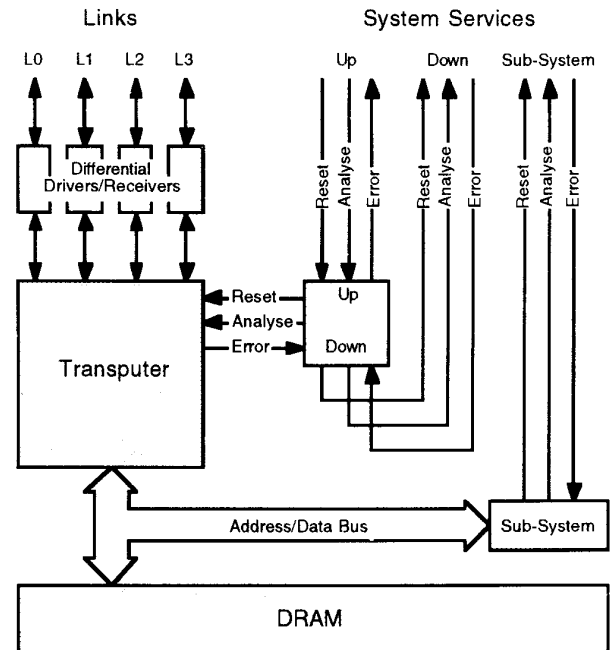 Links System Services
L0 L1 L2 L3 Up Down Sub-System
Differential
Drivers/Receivers
Reset Analyse Error Reset Analyse Error Reset Analyse Error
Reset
Analyse
Error
Up
Down
Transputer
Address/Data Bus
Sub-System
DRAM